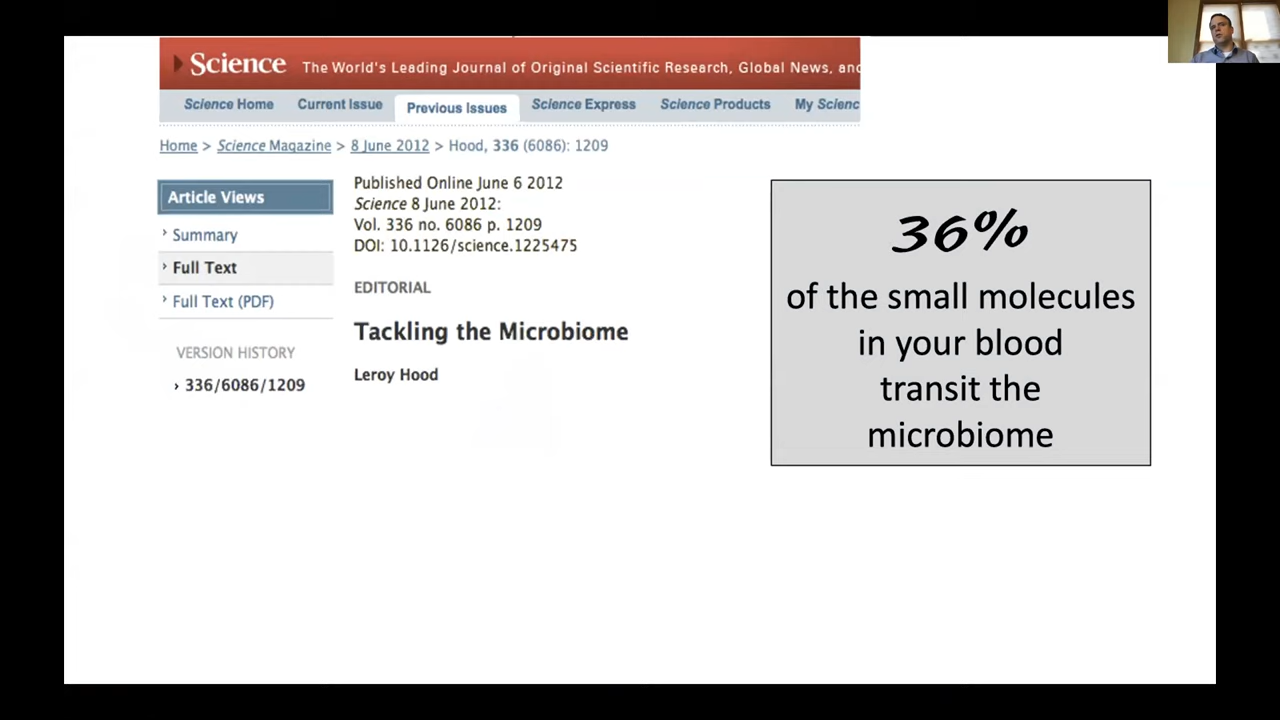 Science The World's Leading Journal of Original Scientific Research, Global News, and
Science Home Current Issue Previous Issues Science Express Science Products My Scienc
Home > Science Magazine > 8 June 2012 > Hood, 336 (6086): 1209
Article Views
Summary
Full Text
Full Text (PDF)
VERSION HISTORY
336/6086/1209
Published Online June 6 2012
Science 8 June 2012:
Vol. 336 no. 6086 p. 1209
DOI: 10.1126/science.1225475
EDITORIAL
Tackling the Microbiome
Leroy Hood
36%
of the small molecules
in your blood
transit the
microbiome